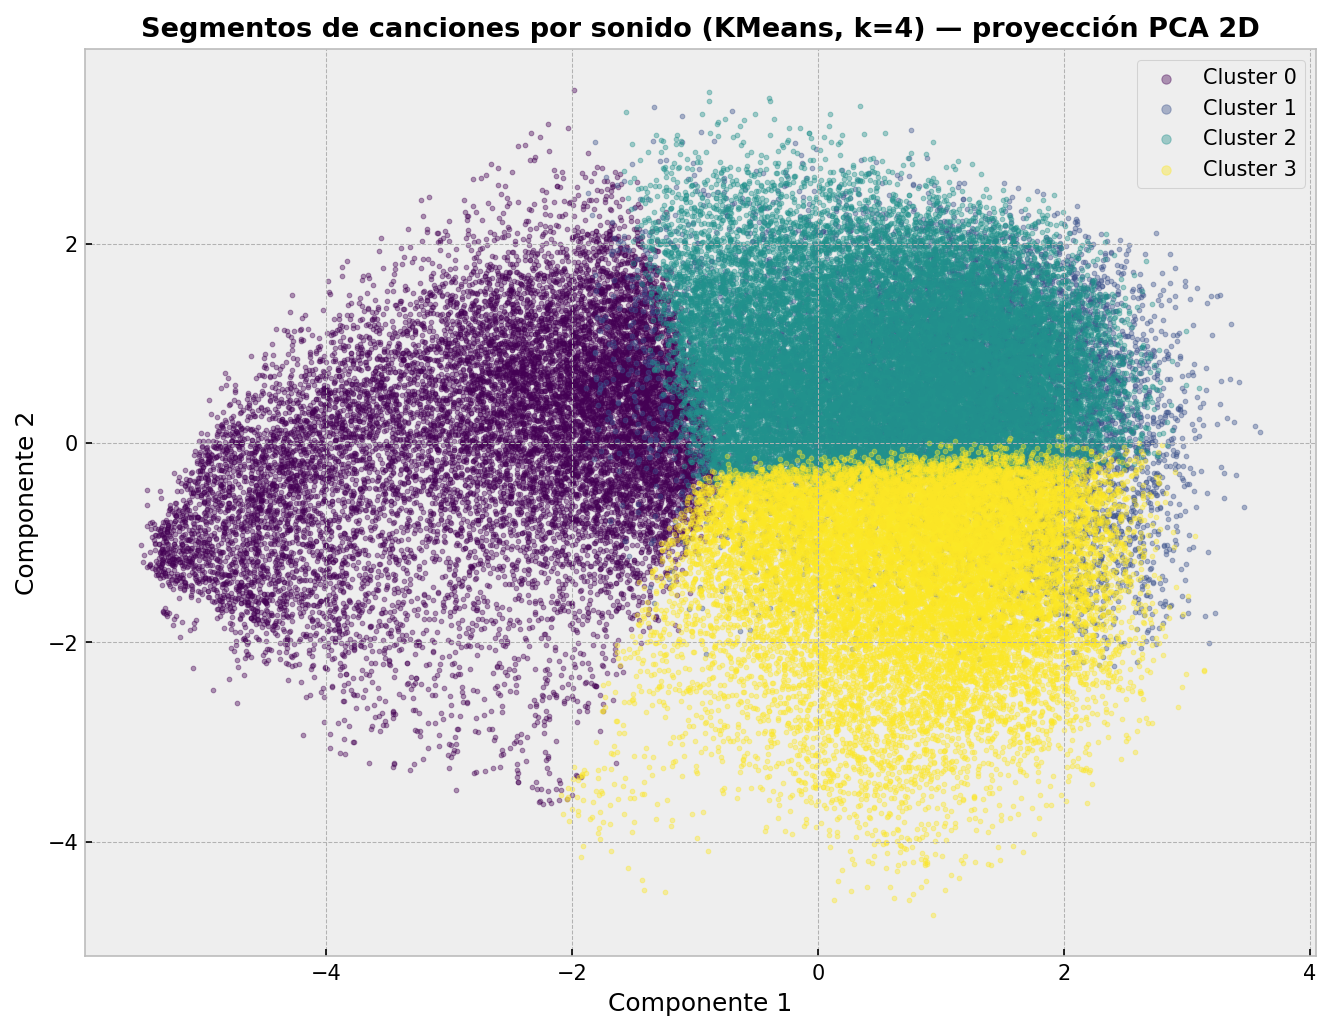 Segmentos de canciones por sonido (KMeans, k=4) — proyección PCA 2D
Cluster 0
Cluster 1
Cluster 2
Cluster 3
Componente 2
2
0
−2
−4
−4
−2
0
2
4
Componente 1